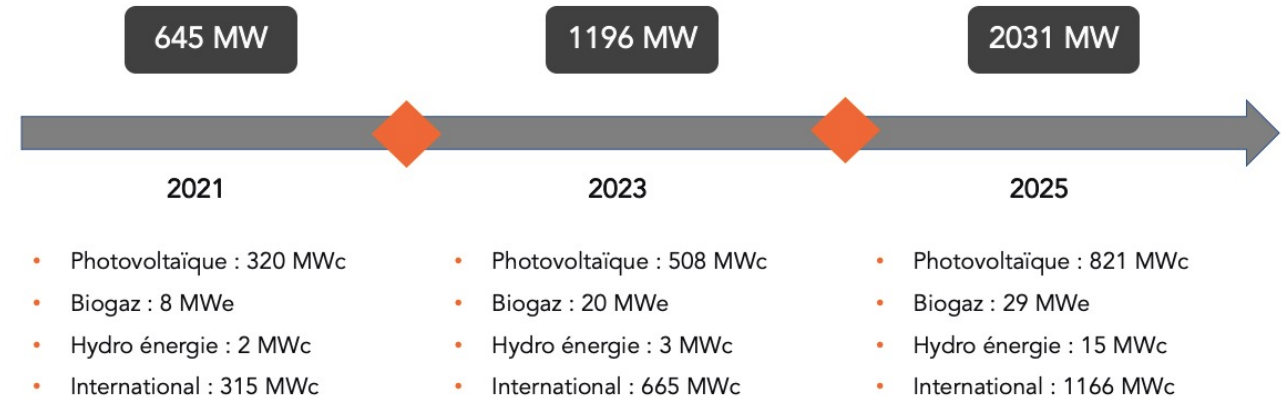 645 MW
1196 MW
2031 MW
2021
2023
2025
• Photovoltaïque : 320 MWc
• Biogaz : 8 MWe
• Hydro énergie : 2 MWc
• International : 315 MWc
• Photovoltaïque : 508 MWc
• Biogaz : 20 MWe
• Hydro énergie : 3 MWc
• International : 665 MWc
• Photovoltaïque : 821 MWc
• Biogaz : 29 MWe
• Hydro énergie : 15 MWc
• International : 1166 MWc